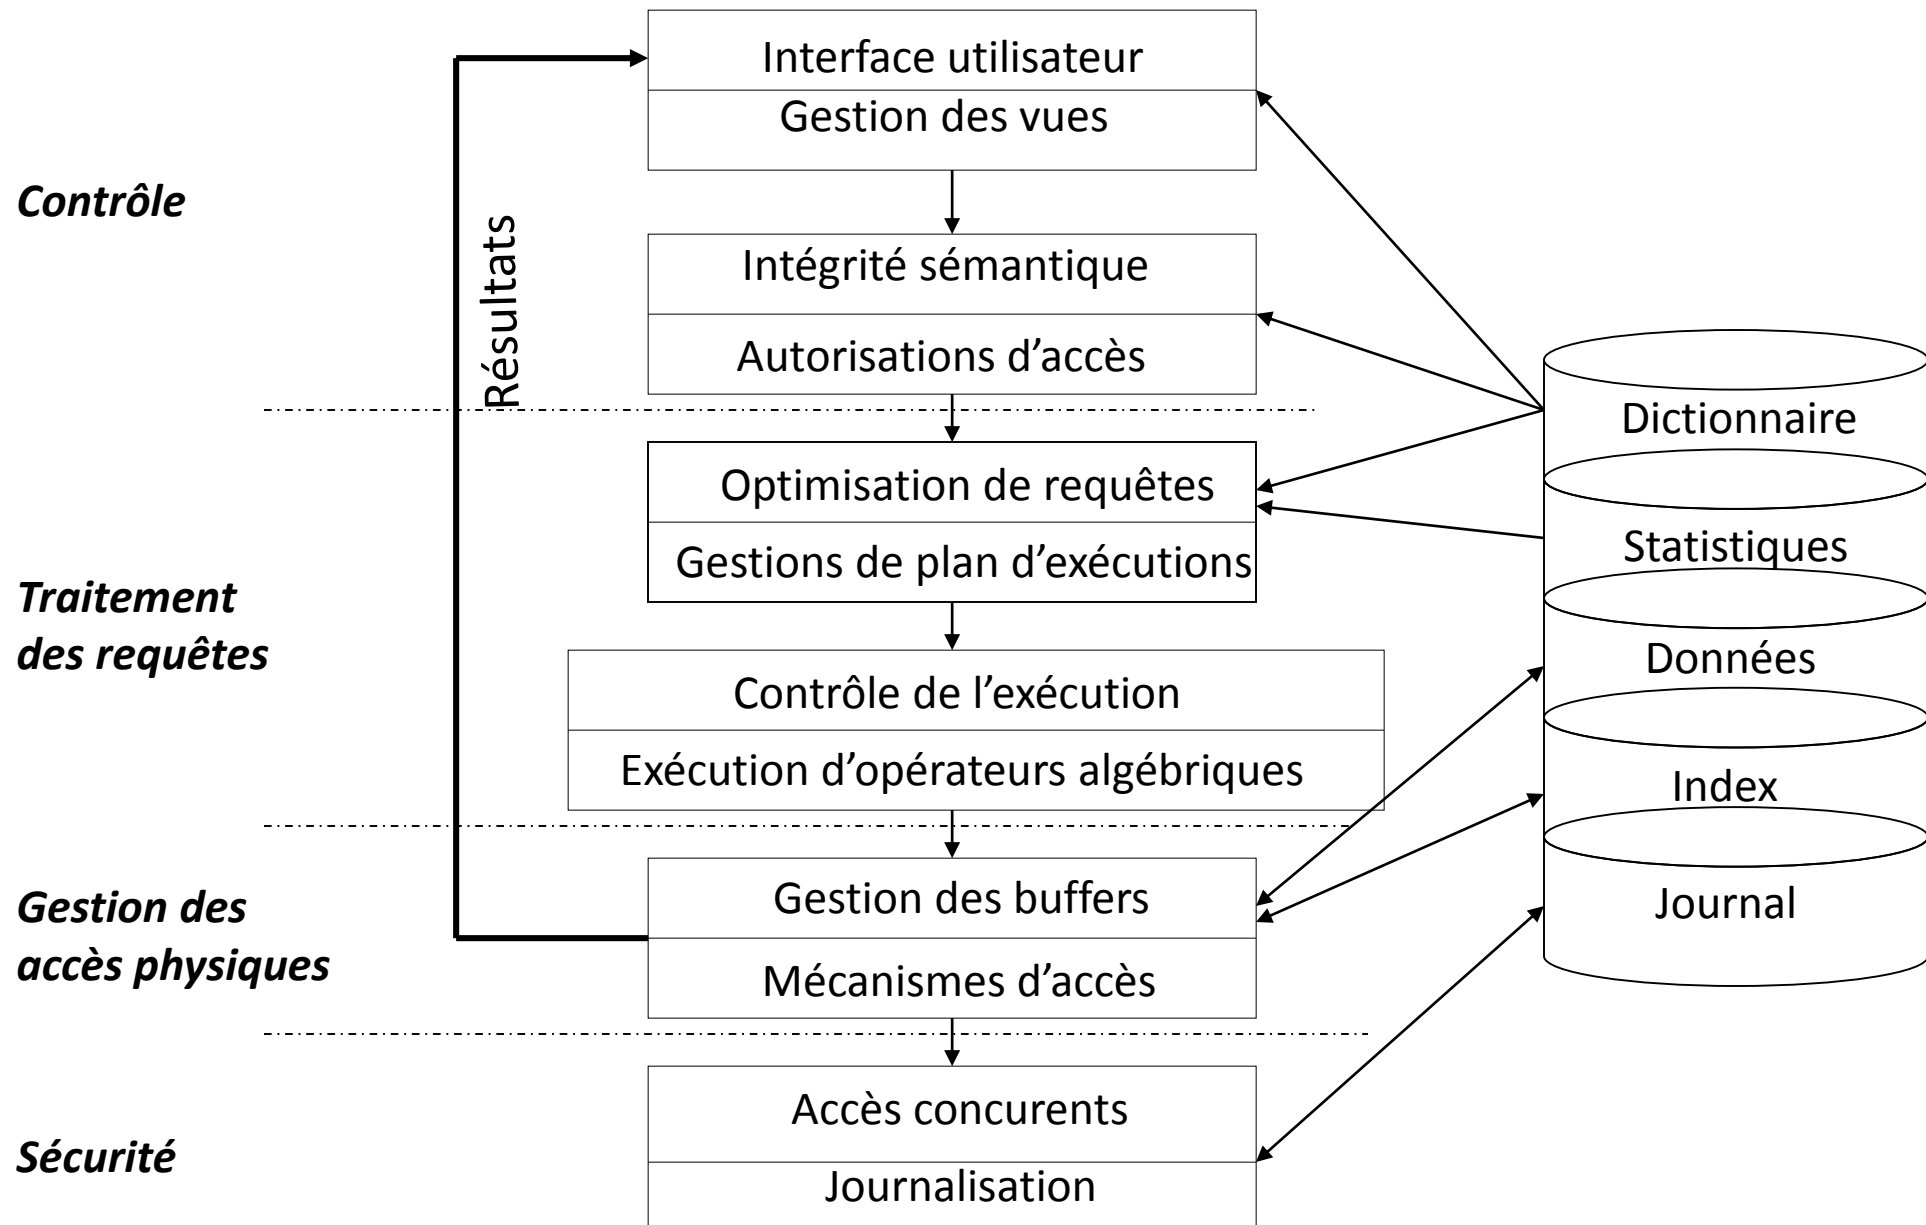 Interface utilisateur
Gestion des vues
Contrôle
Résultats
Intégrité sémantique
Autorisations d’accès
Dictionnaire
Optimisation de requêtes
Gestions de plan d’exécutions
Statistiques
Traitement
des requêtes
Données
Contrôle de l’exécution
Exécution d’opérateurs algébriques
Index
Gestion des
accès physiques
Gestion des buffers
Mécanismes d’accès
Journal
Accès concurents
Journalisation
Sécurité